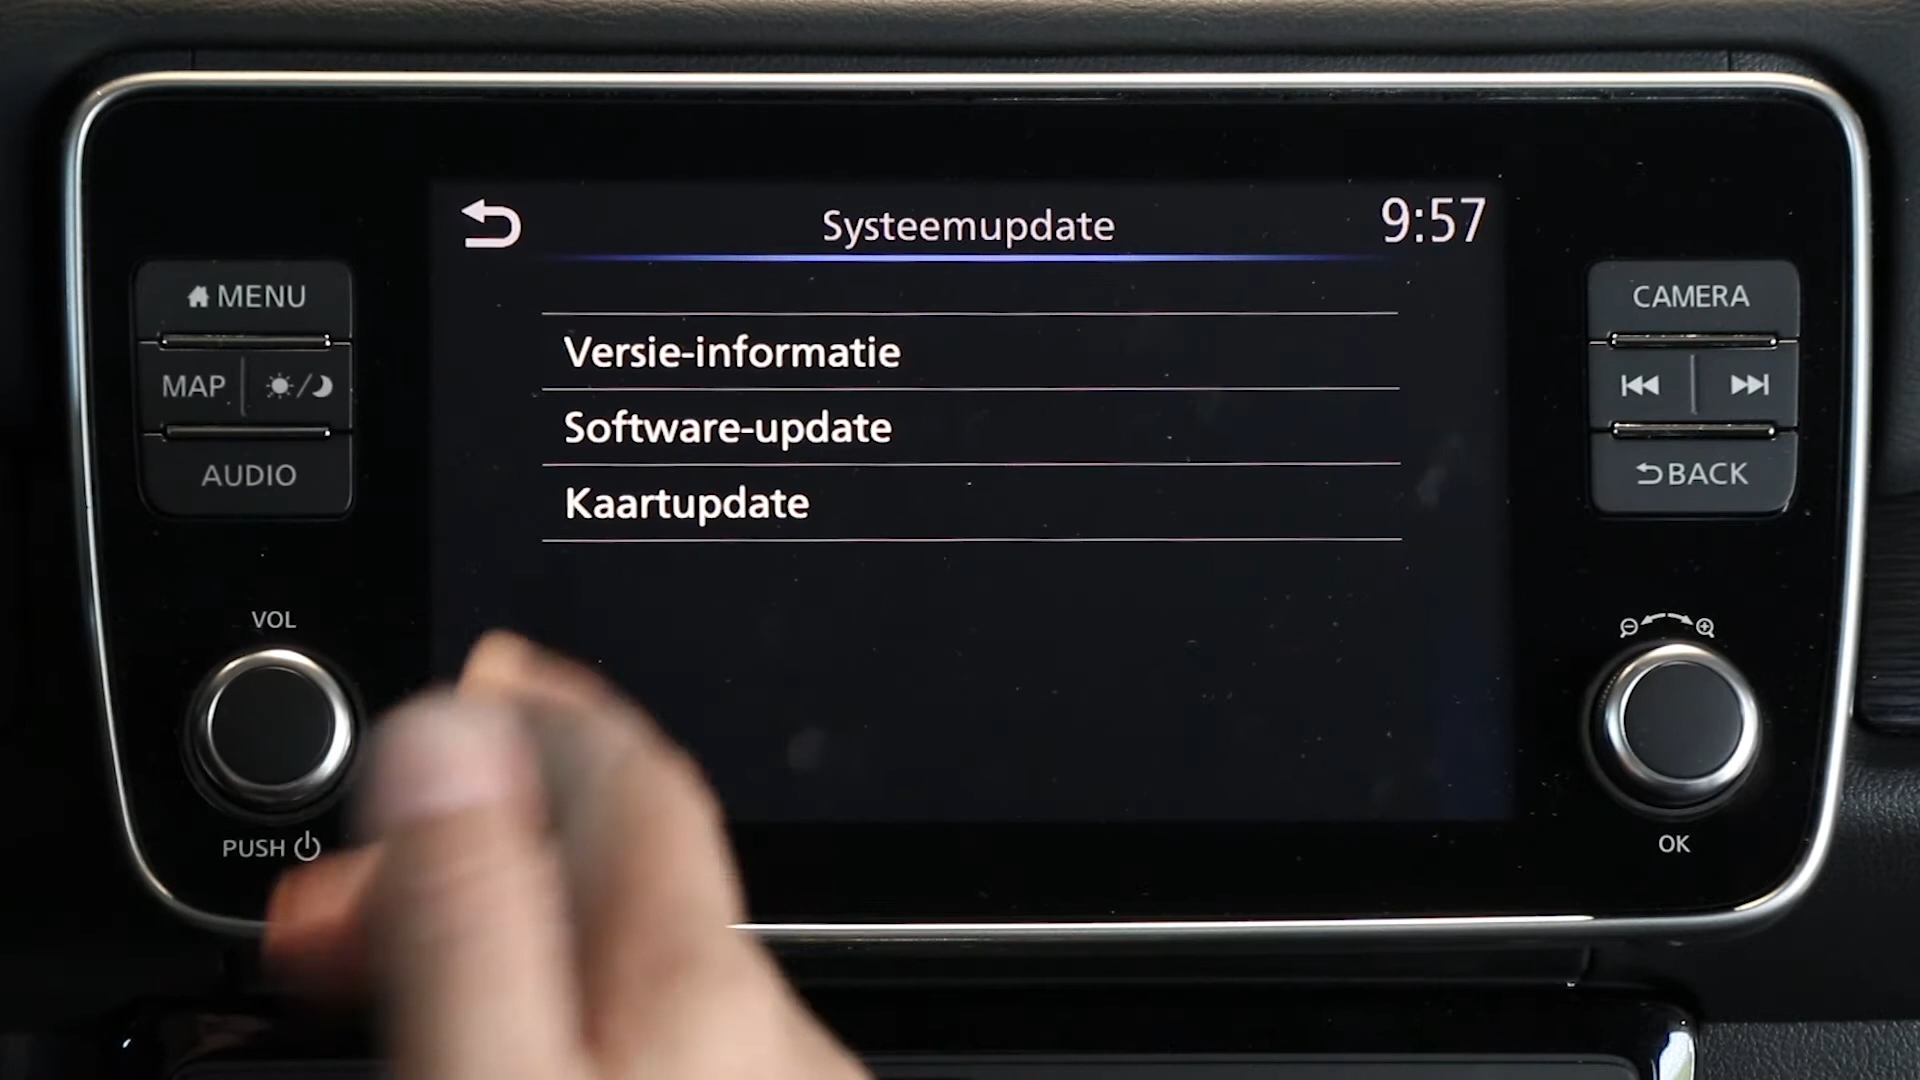 Systeemupdate
9:57
MENU
CAMERA
Versie-informatie
MAP
Software-update
AUDIO
BACK
Kaartupdate
VOL
PUSH
OK